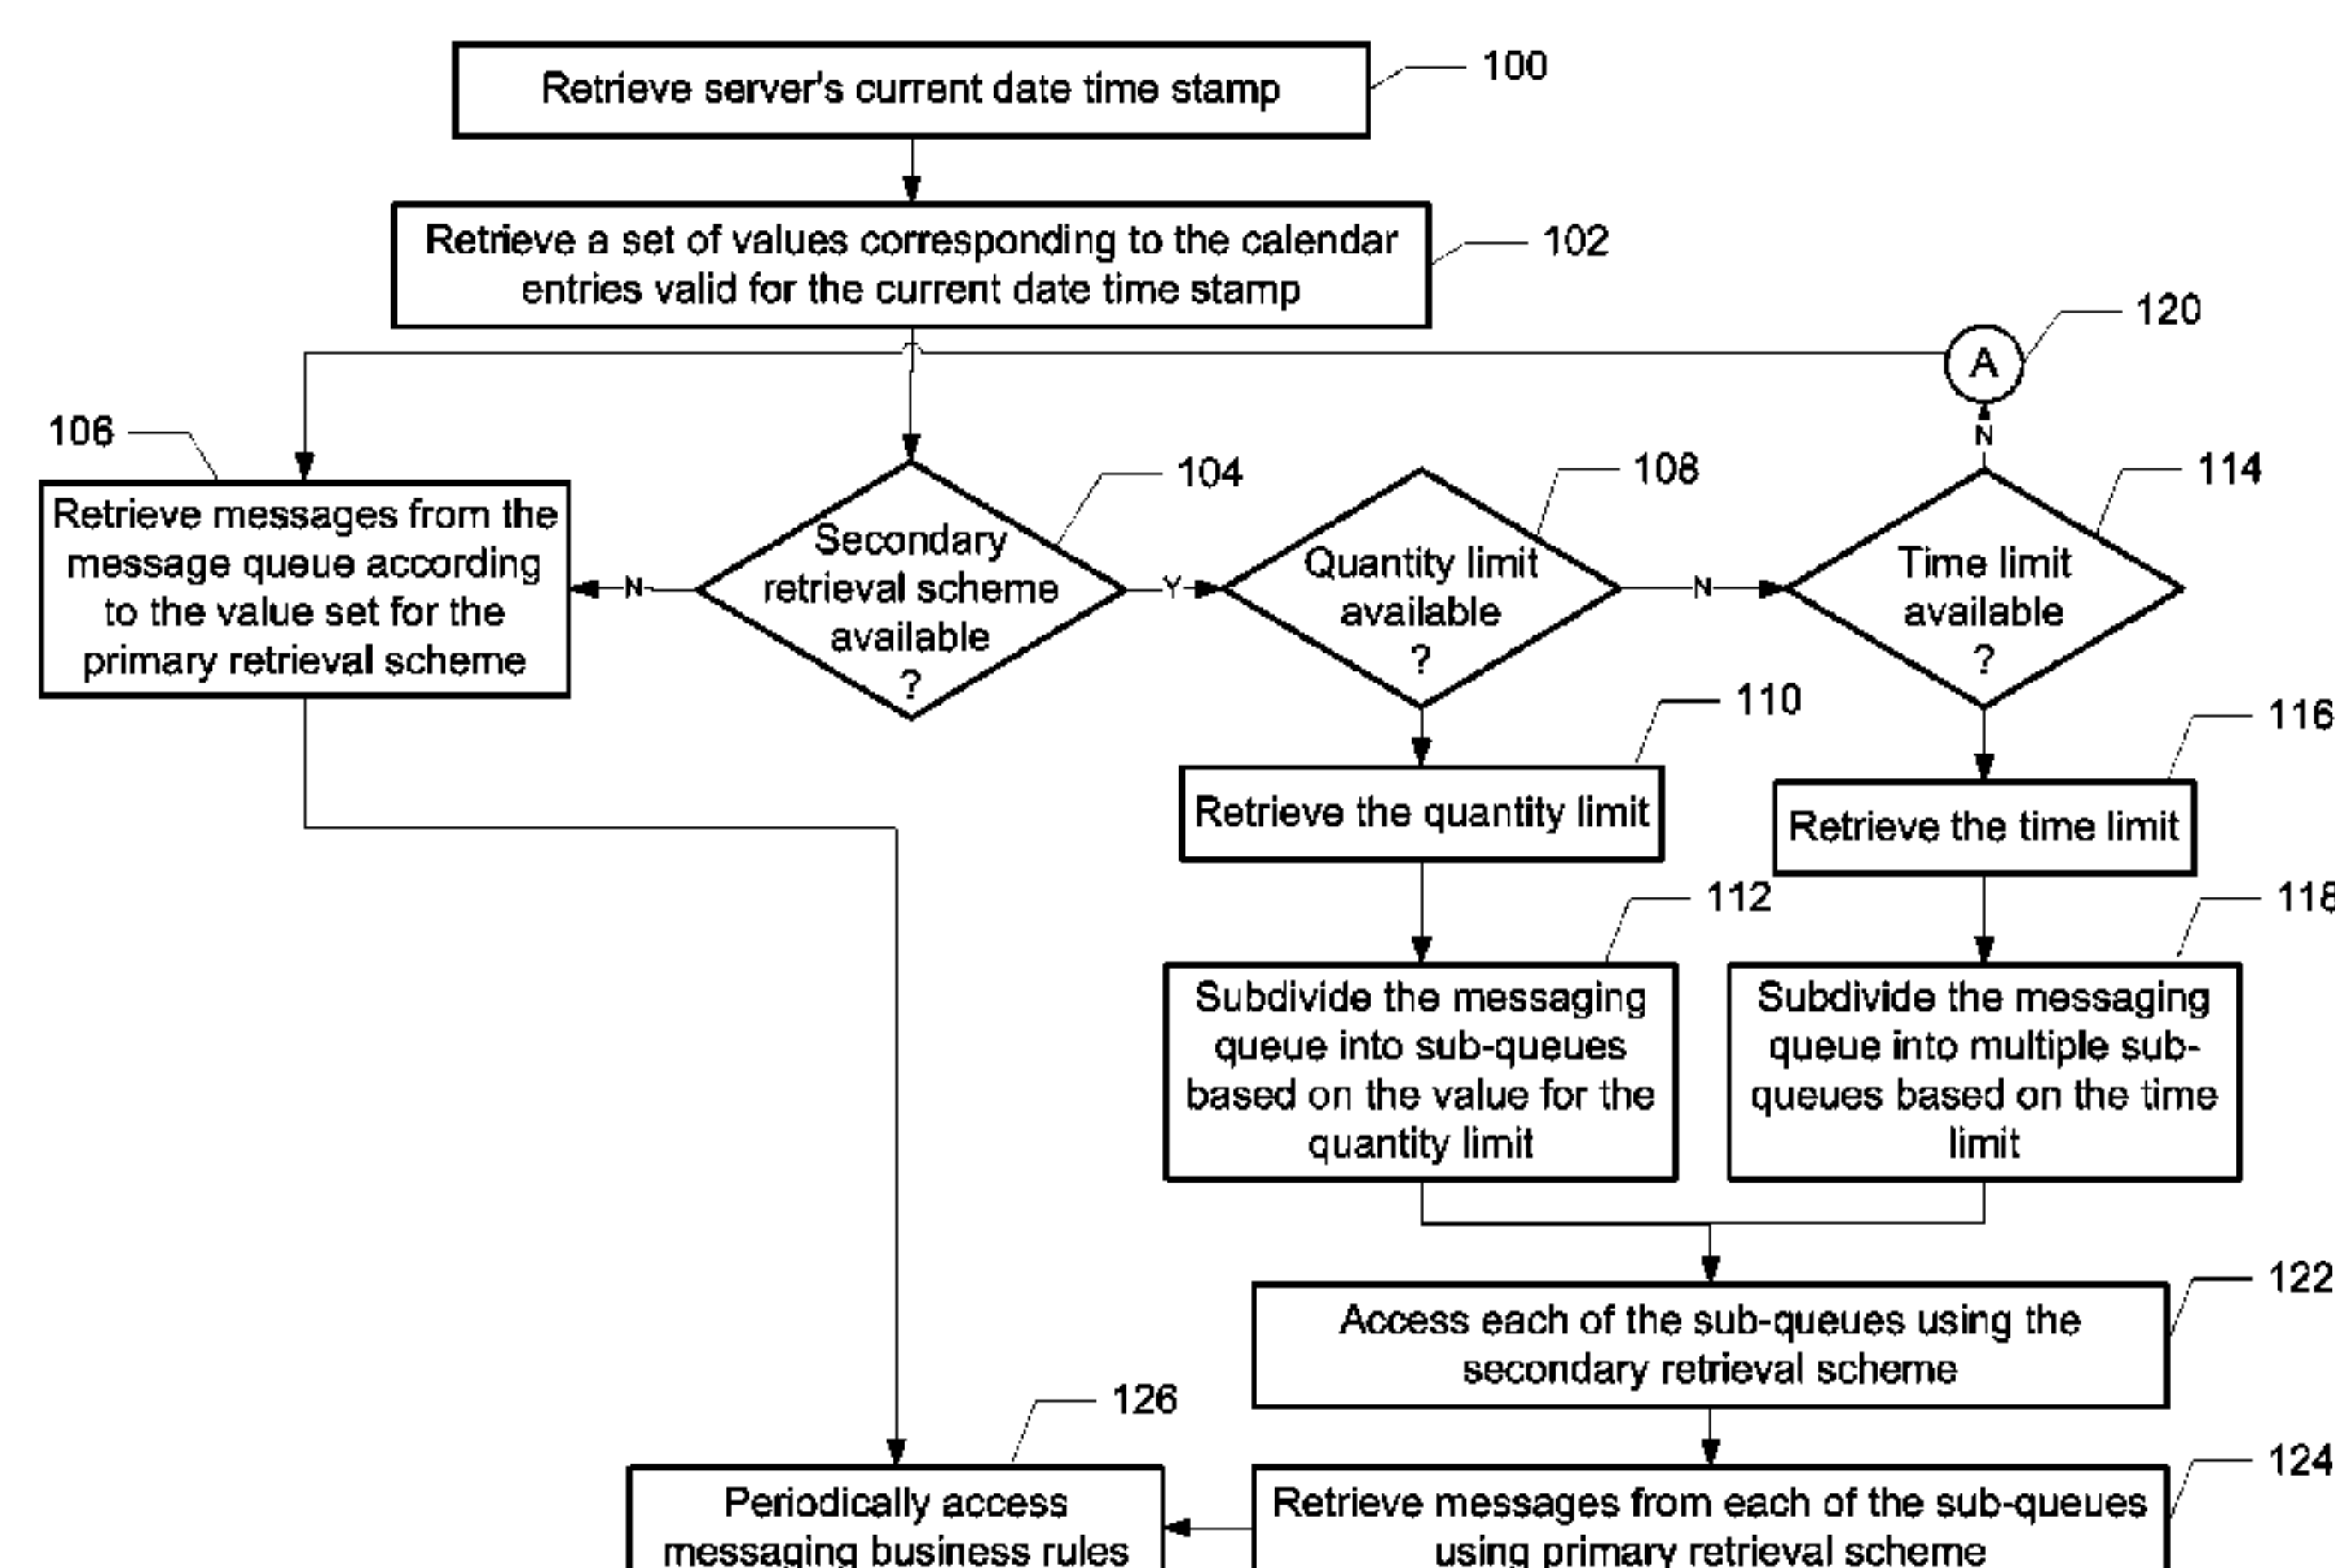 Retrieve server's current date time stamp
100
Retrieve a set of values corresponding to the calendar
entries valid for the current date time stamp
102
A
120
106
Retrieve messages from the
message queue according
to the value set for the
primary retrieval scheme
N
Secondary
retrieval scheme
available
?
104
Y
Quantity limit
available
?
108
N
Time limit
available
?
114
N
110
Retrieve the quantity limit
116
Retrieve the time limit
112
Subdivide the messaging
queue into sub-queues
based on the value for the
quantity limit
118
Subdivide the messaging
queue into multiple sub-
queues based on the time
limit
122
Access each of the sub-queues using the
secondary retrieval scheme
126
Periodically access
messaging business rules
124
Retrieve messages from each of the sub-queues
using primary retrieval scheme